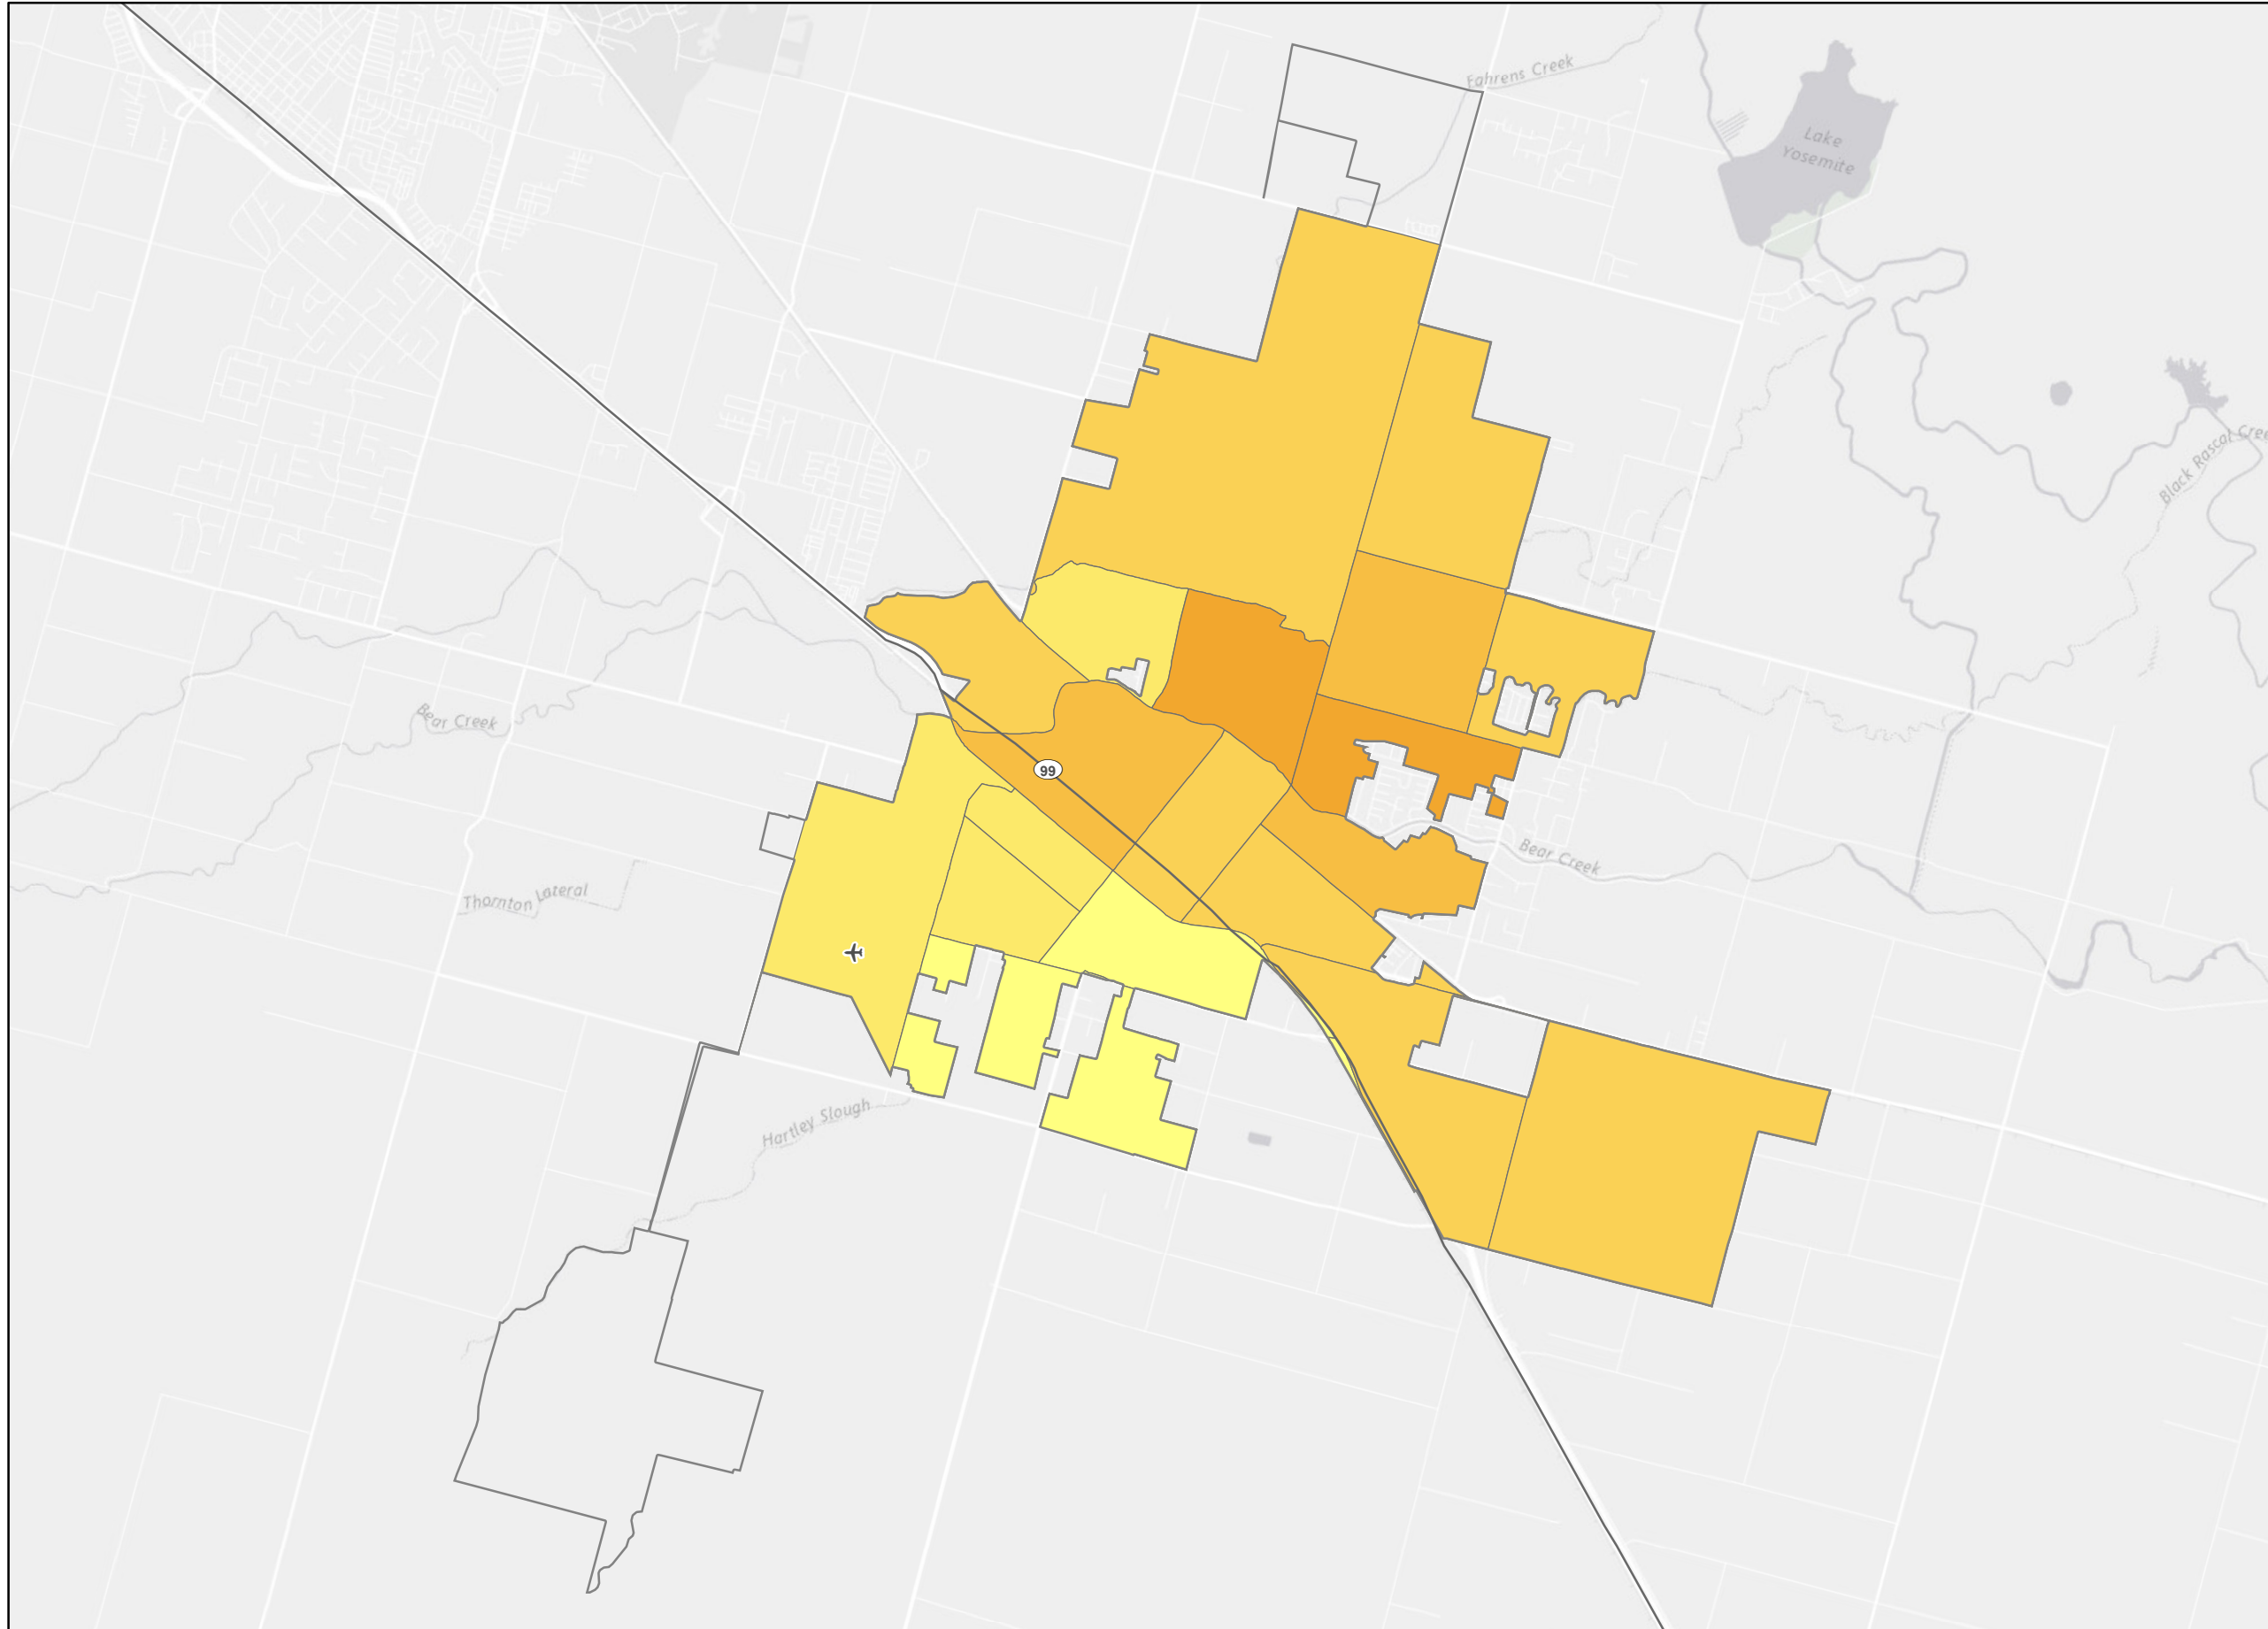 Fahrens Creek
Lake
Yosemite
Black Rascal Cree
Bear Creek
99
Bear Creek
Thornton Lateral
Hartley Slough